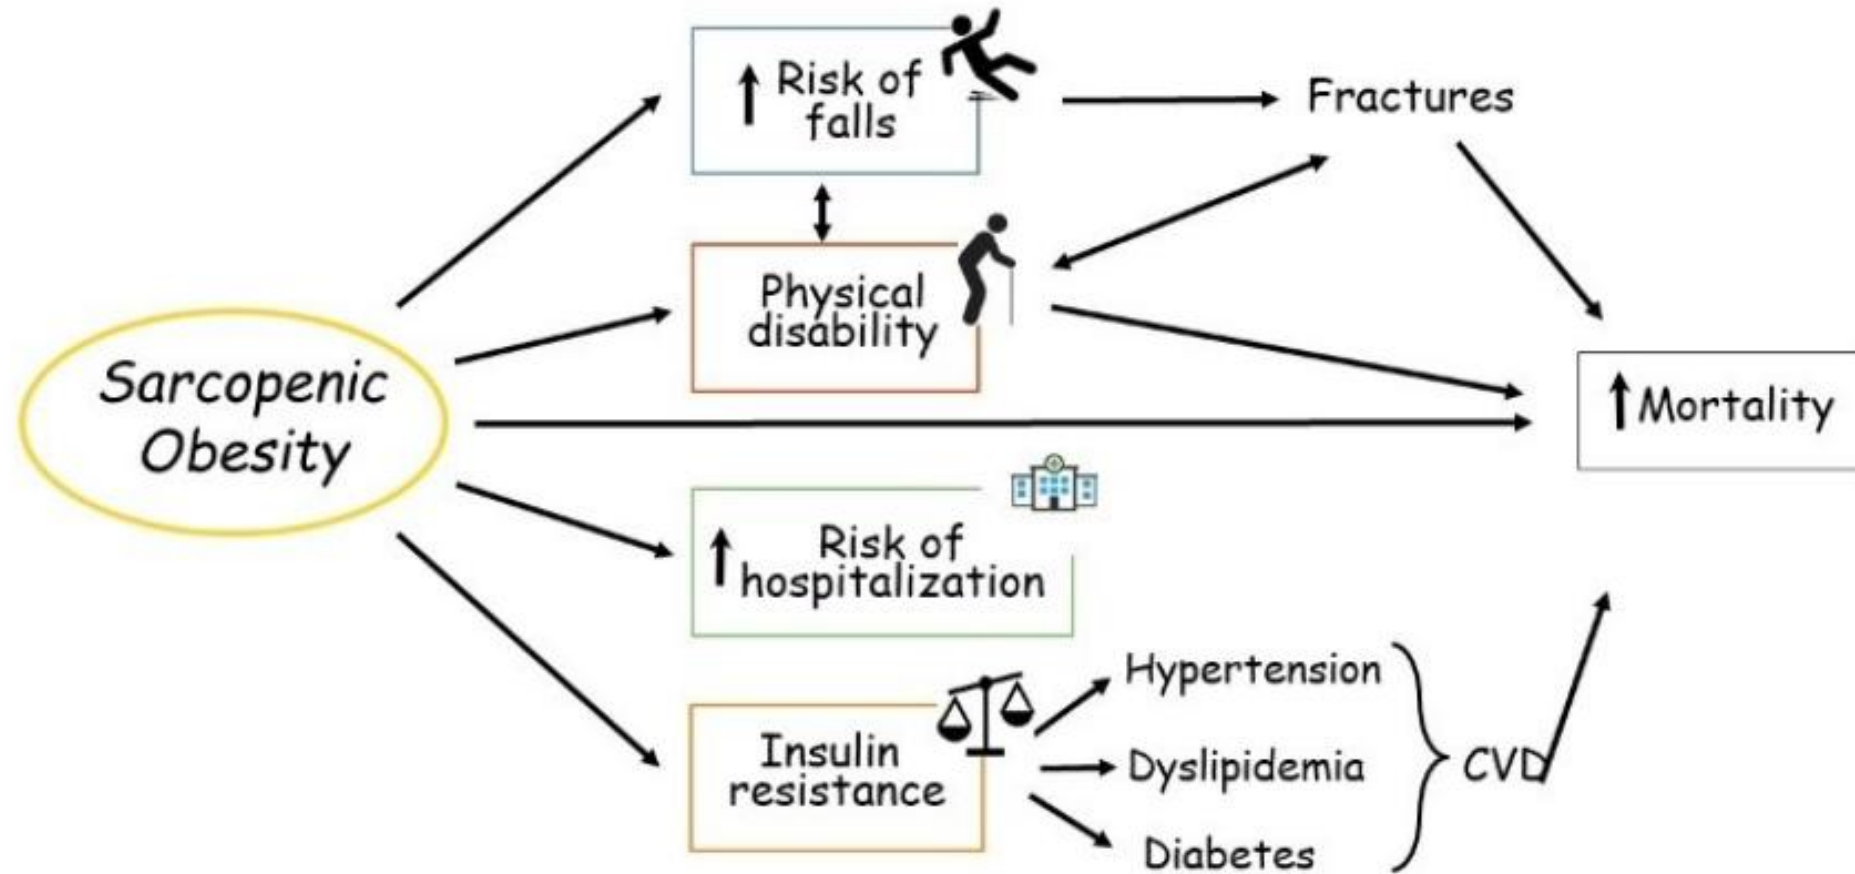 Risk of
falls
Fractures
Physical
disability
Sarcopenic
Obesity
Mortality
Risk of
hospitalization
Insulin
resistance
Hypertension
Dyslipidemia
Diabetes
CVD